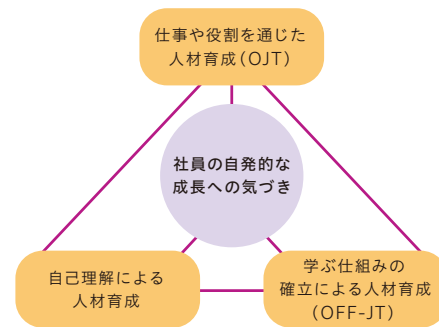 仕事や役割を通じた
人材育成(OJT)
社員の自発的な
成長への気づき
自己理解による
人材育成
学ぶ仕組みの
確立による人材育成
(OFF-JT)